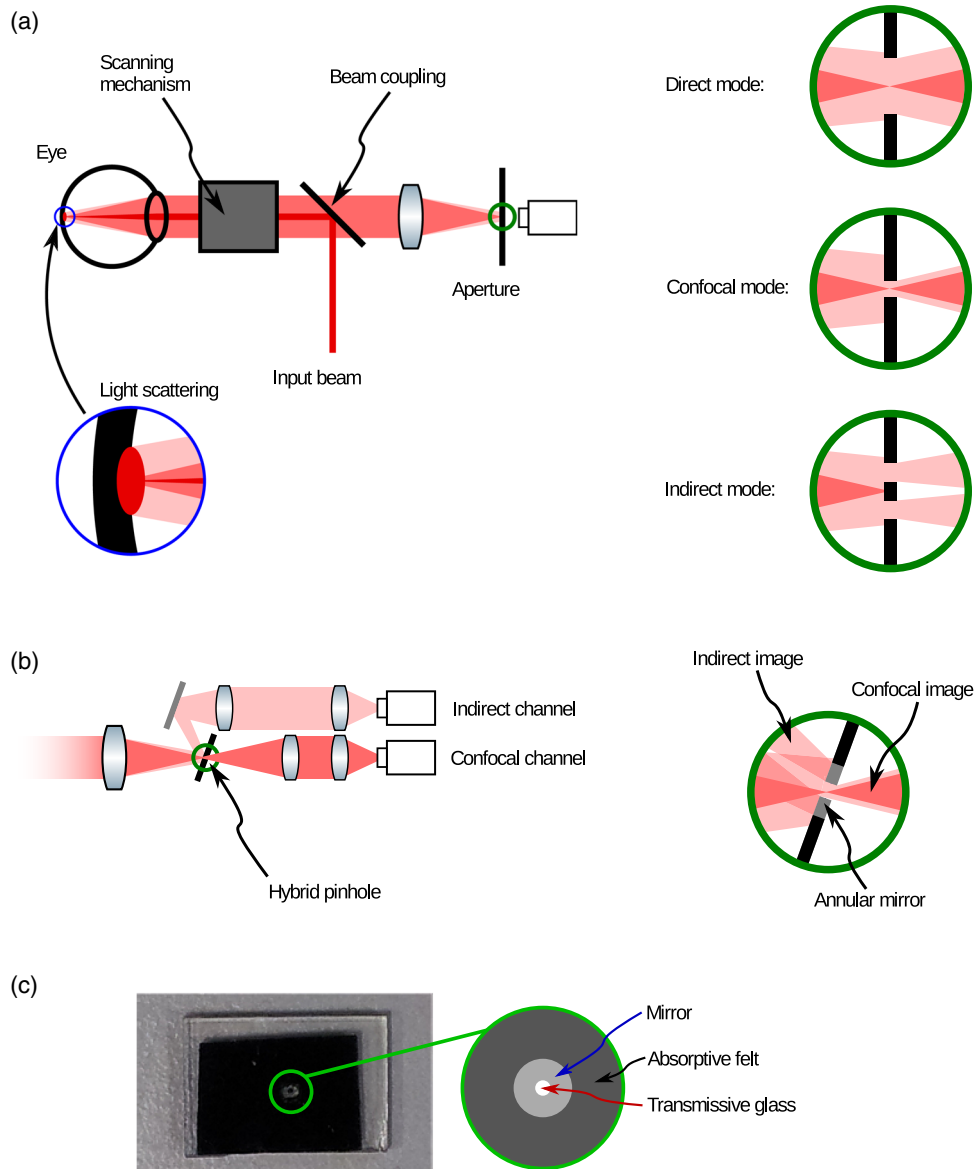 (a)
Scanning
mechanism
Beam coupling
Eye
Aperture
Input beam
Light scattering
Direct mode:
Confocal mode:
Indirect mode:
(b)
Indirect channel
Confocal channel
Hybrid pinhole
Indirect image
Confocal image
Annular mirror
(c)
Mirror
Absorptive felt
Transmissive glass